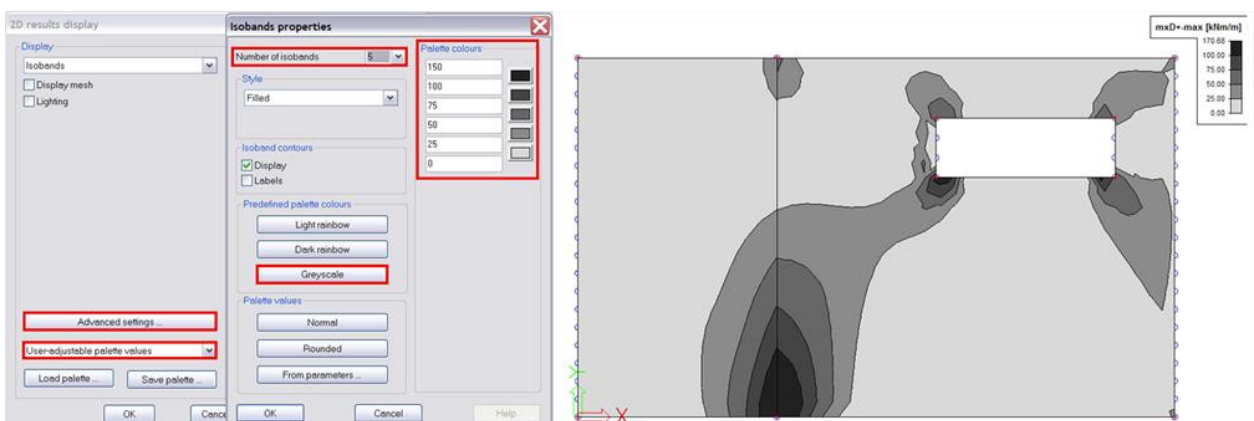 2D results display
Display
Isobands
Display mesh
Lighting
Advanced settings ...
User-adjustable palette values
Load palette ...
Save palette ...
OK
Cance
Isobands properties
Number of isobands 5
Style
Filled
Isoband contours
Display
Labels
Predefined palette colours
Light rainbow
Dark rainbow
Greyscale
Palette values
Normal
Rounded
From parameters ...
OK
Cancel
Help
Palette colours
150
100
75
50
25
0
mxD+-max [kNm/m]
170.68
100.00
75.00
50.00
25.00
0.00
Y
X